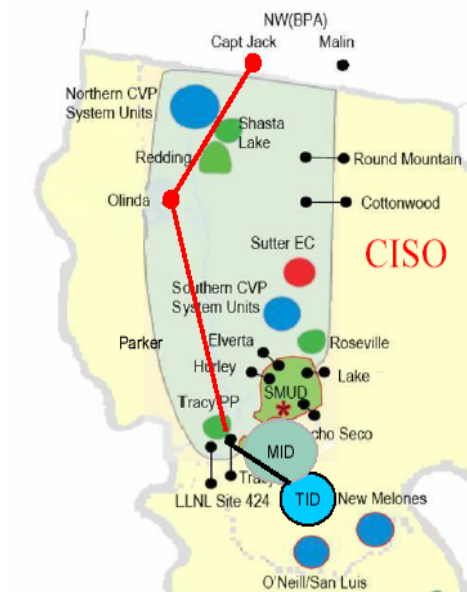 NW(BPA)
Capt Jack
Malin
Northern CVP
System Units
Shasta
Lake
Redding
Round Mountain
Olinda
Cottonwood
Sutter EC
CISO
Southern CVP
System Units
Parker
Elverta
Roseville
Hurley
Lake
SMUD
*
Tracy PP
cho Seco
MID
Tracy
LLNL Site 424
TID
New Melones
O'Neill/San Luis